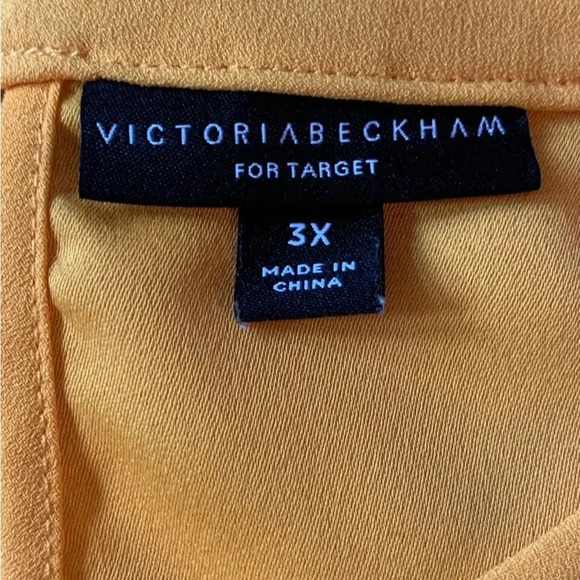 VICTORIABECKHAM
FOR TARGET
3X
MADE IN
CHINA